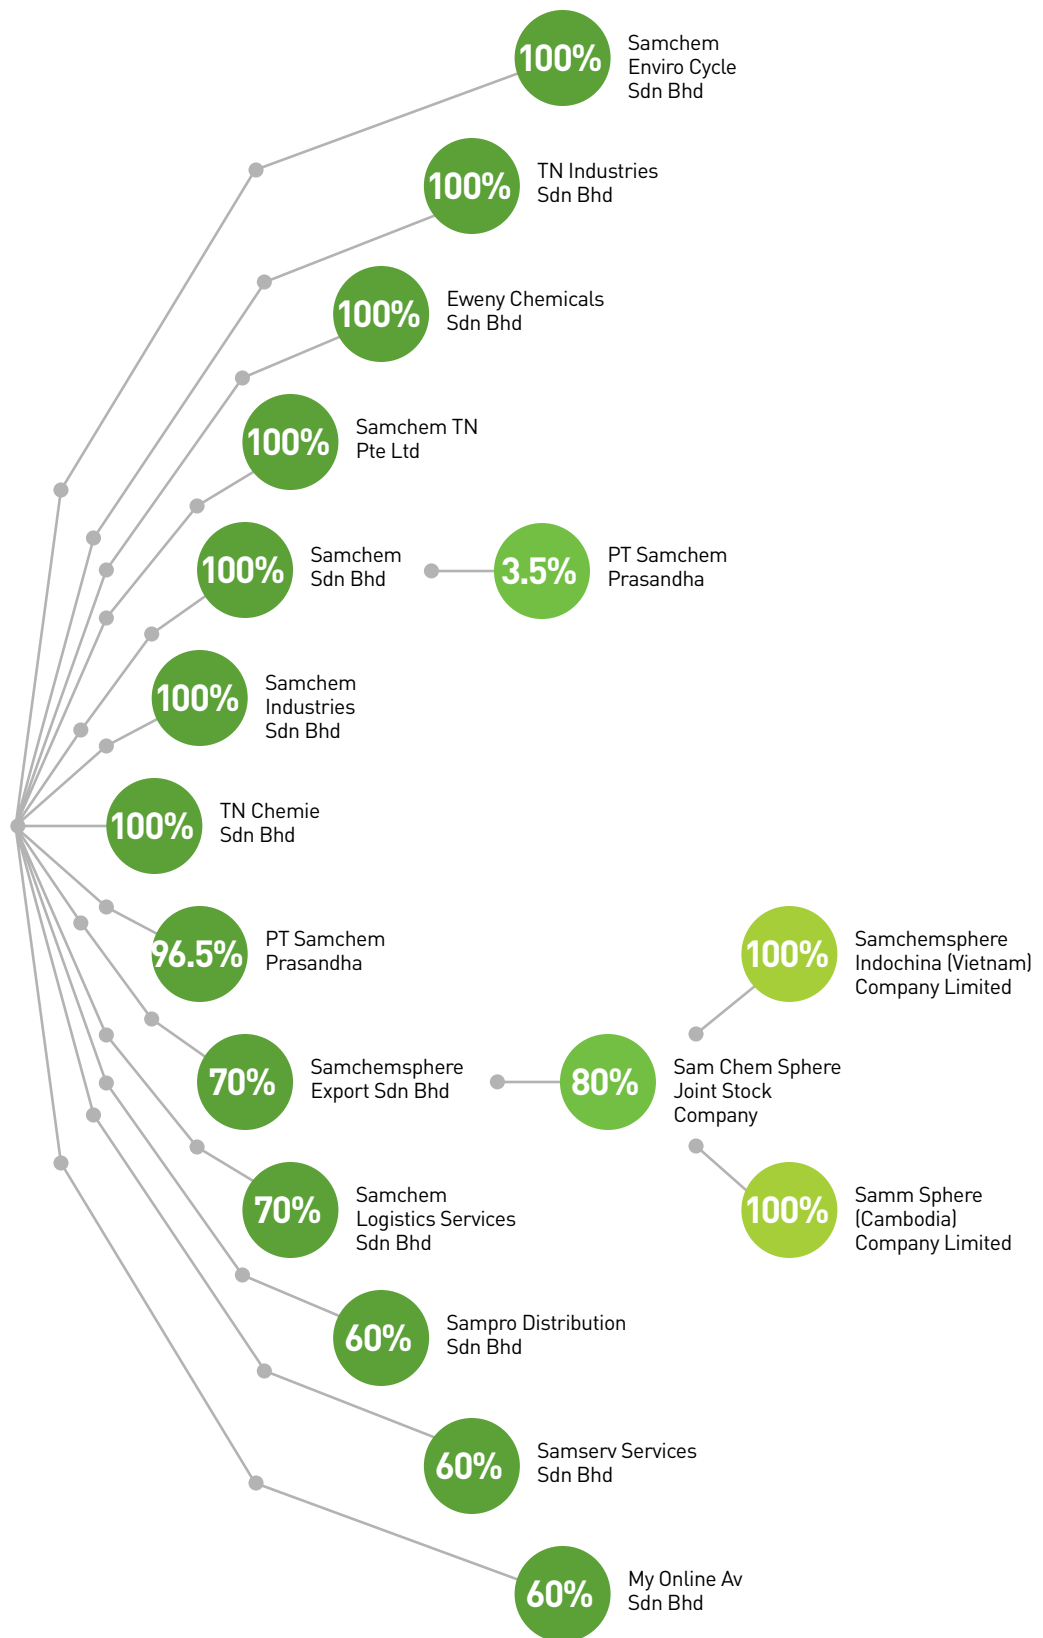 100%
Samchem
Enviro Cycle
Sdn Bhd
100%
TN Industries
Sdn Bhd
100%
Eweny Chemicals
Sdn Bhd
100%
Samchem TN
Pte Ltd
100%
Samchem
Sdn Bhd
3.5%
PT Samchem
Prasandha
100%
Samchem
Industries
Sdn Bhd
100%
TN Chemie
Sdn Bhd
96.5%
PT Samchem
Prasandha
100%
Samchemsphere
Indochina (Vietnam)
Company Limited
70%
Samchemsphere
Export Sdn Bhd
80%
Sam Chem Sphere
Joint Stock
Company
70%
Samchem
Logistics Services
Sdn Bhd
100%
Samm Sphere
(Cambodia)
Company Limited
60%
Sampro Distribution
Sdn Bhd
60%
Samserv Services
Sdn Bhd
60%
My Online Av
Sdn Bhd